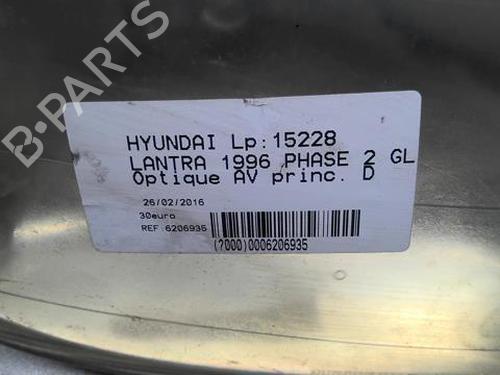 B-PARTS
HYUNDAI Lp:15228
LANTRA 1996 PHASE 2 GL
Optique AV princ. D
26/02/2016
30euro
REF 6206935
(7000)0006206935